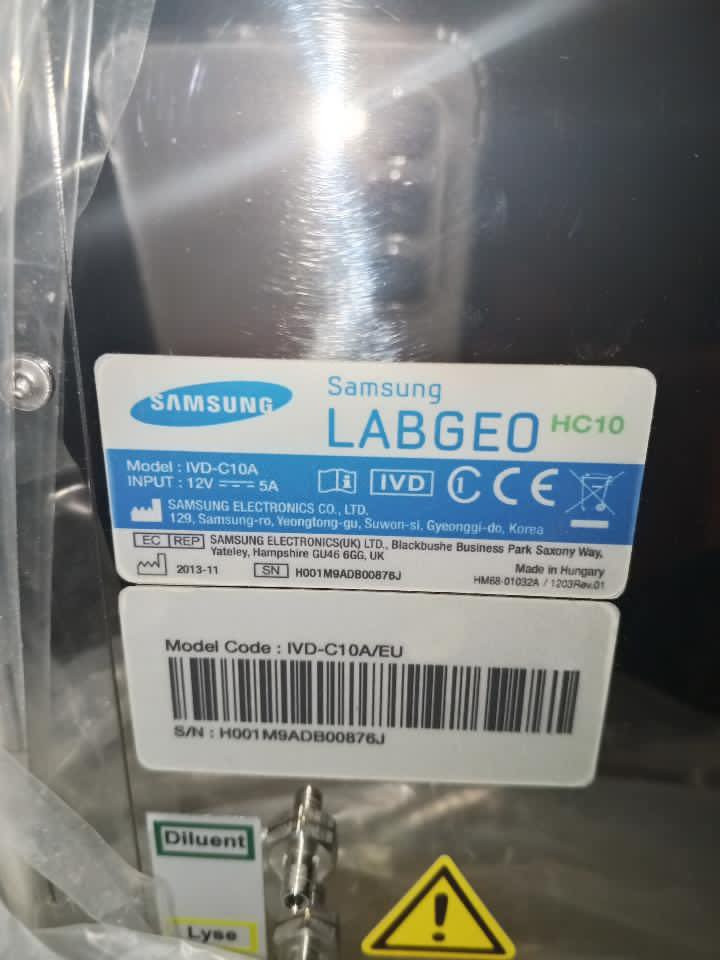 SAMSUNG
Samsung
LABGEO HC10
Model : IVD-C10A
INPUT : 12V 5A
IVD
CE
SAMSUNG ELECTRONICS CO., LTD.
129, Samsung-ro, Yeongtong-gu, Suwon-si, Gyeonggi-do, Korea
EC REP SAMSUNG ELECTRONICS(UK) LTD., Blackbushe Business Park Saxony Way,
Yateley, Hampshire GU46 6GG, UK
2013-11 SN H001M9ADB00876J
Made in Hungary
HM68-01032A / 1203Rev.01
Model Code : IVD-C10A/EU
S/N : H001M9ADB00876J
Diluent
Lyse